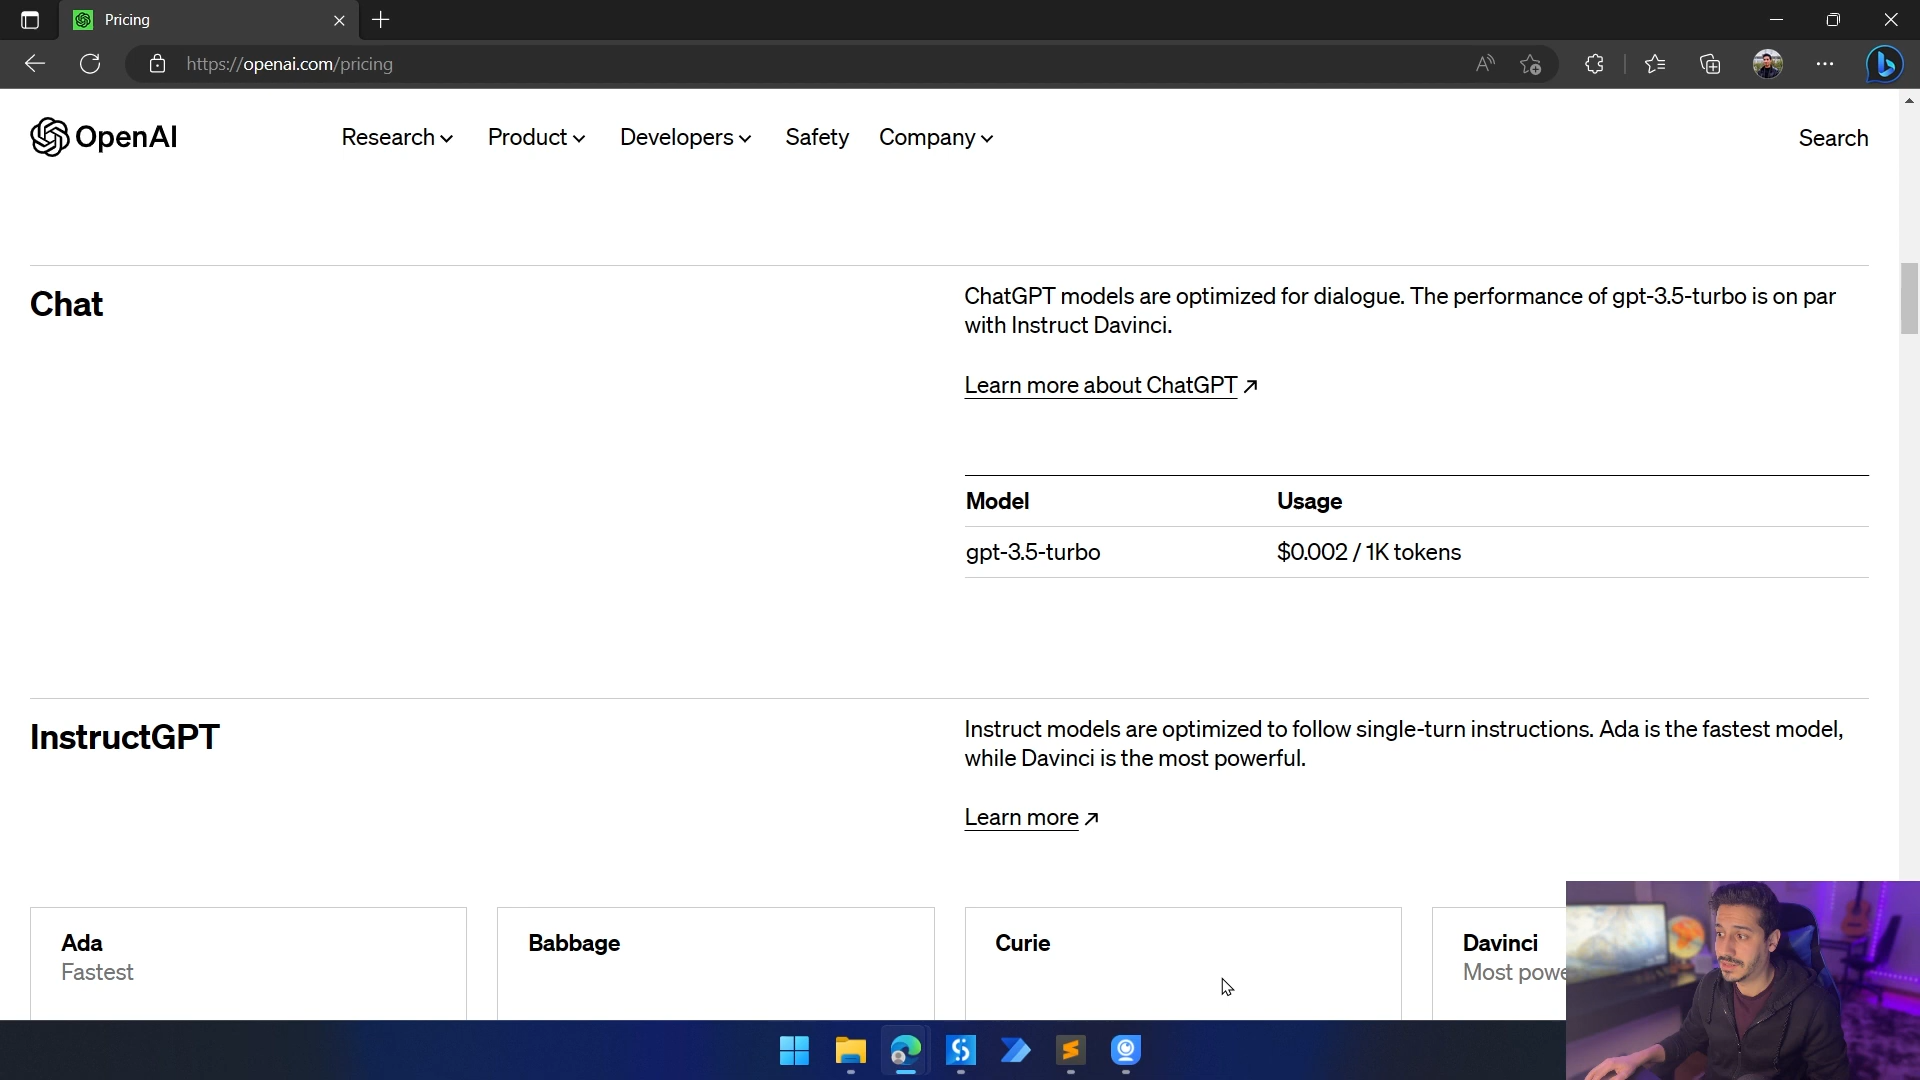 Pricing
https://openai.com/pricing
OpenAI
Research
Product
Developers
Safety
Company
Search
Chat
ChatGPT models are optimized for dialogue. The performance of gpt-3.5-turbo is on par
with Instruct Davinci.
Learn more about ChatGPT
Model Usage
gpt-3.5-turbo $0.002 / 1K tokens
InstructGPT
Instruct models are optimized to follow single-turn instructions. Ada is the fastest model,
while Davinci is the most powerful.
Learn more
Ada
Fastest
Babbage
Curie
Davinci
Most powe